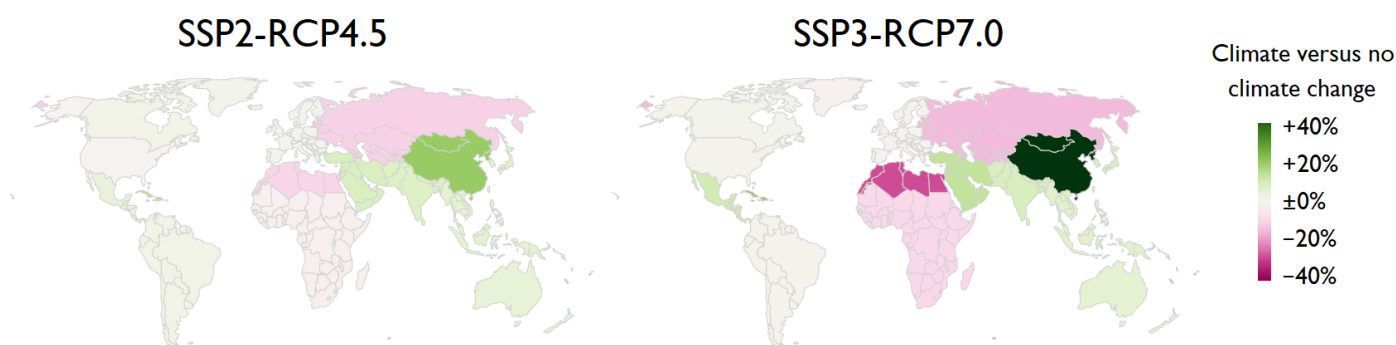 SSP2-RCP4.5
SSP3-RCP7.0
Climate versus no
climate change
+40%
+20%
±0%
−20%
−40%